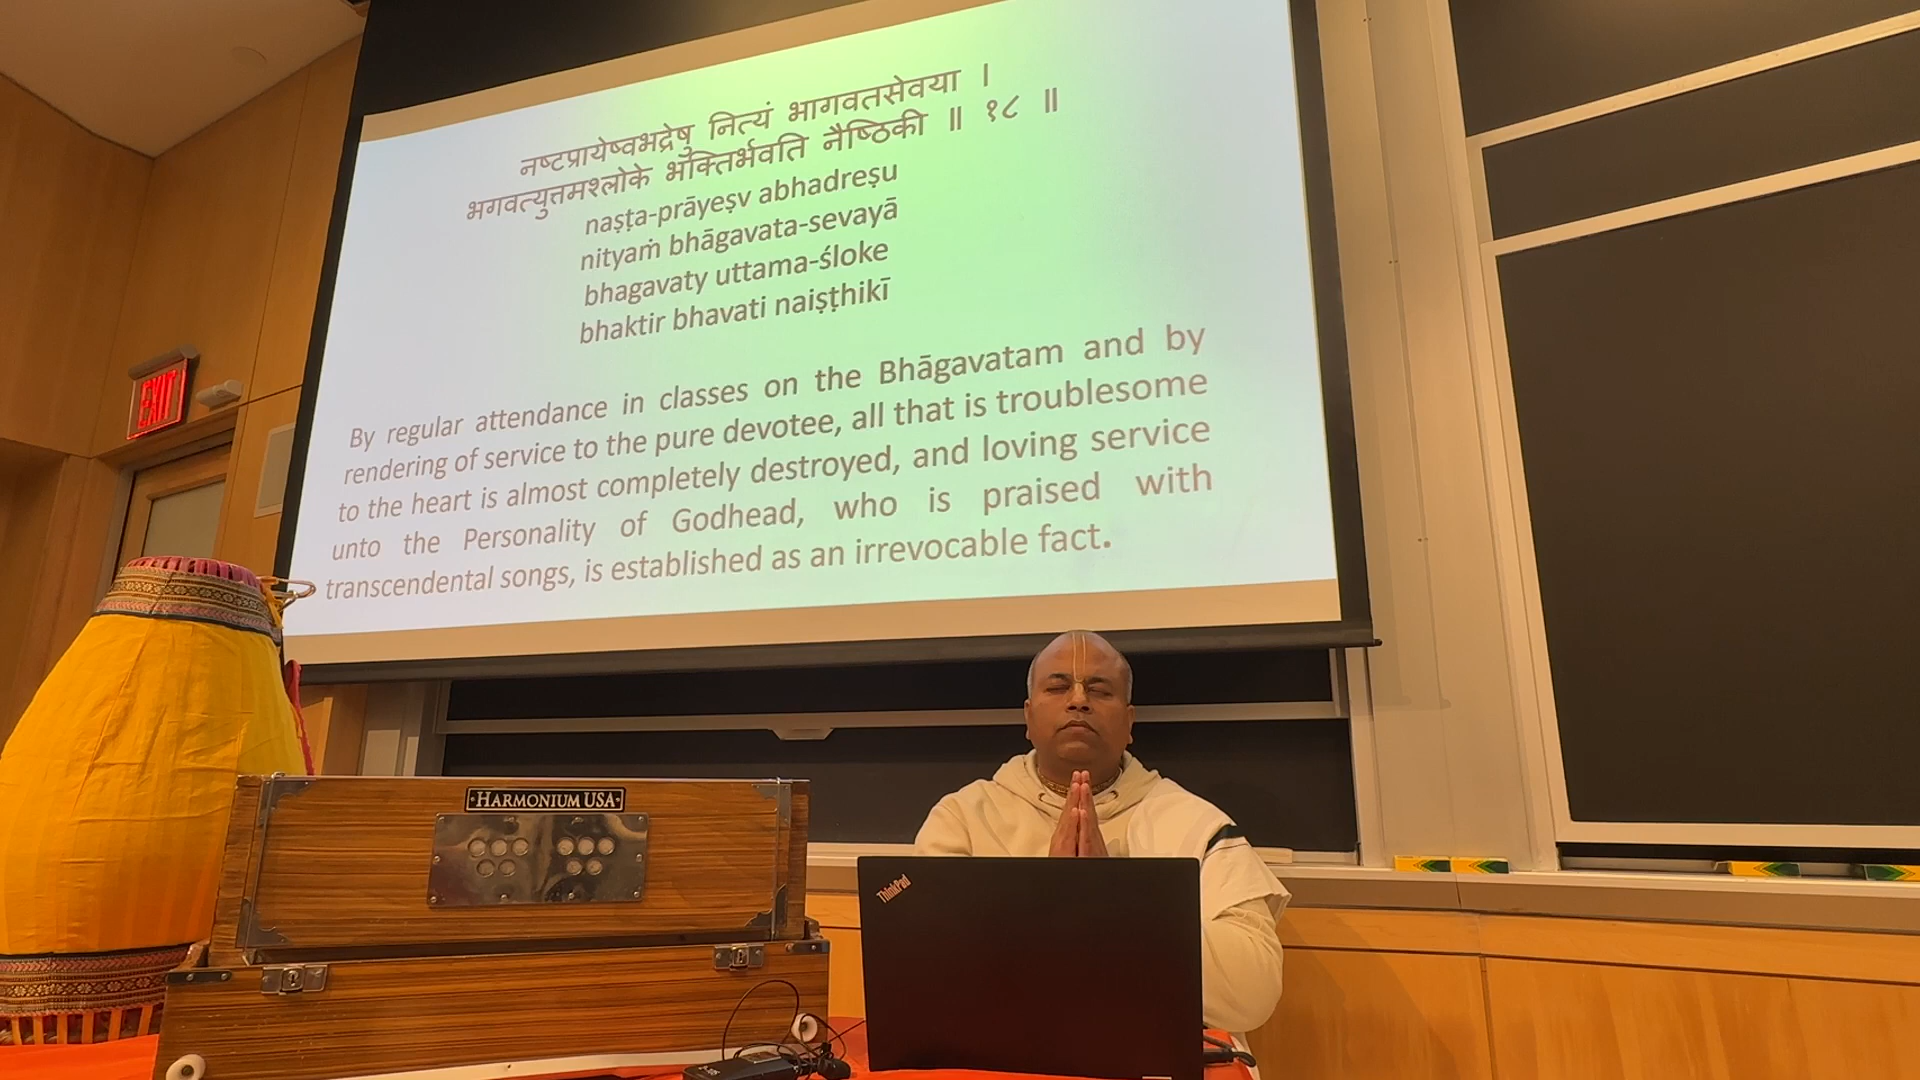 नष्टप्रायेष्वभद्रेषु नित्यं भागवतसेवया ।
भगवत्युत्तमश्लोके भक्तिर्भवति नैष्ठिकी ॥ १८ ॥
naṣṭa-prāyeṣv abhadreṣu
nityaṁ bhāgavata-sevayā
bhagavaty uttama-śloke
bhaktir bhavati naiṣṭhikī
By regular attendance in classes on the Bhāgavatam and by
rendering of service to the pure devotee, all that is troublesome
to the heart is almost completely destroyed, and loving service
unto the Personality of Godhead, who is praised with
transcendental songs, is established as an irrevocable fact.
EXIT
·HARMONIUM USA·
ThinkPad